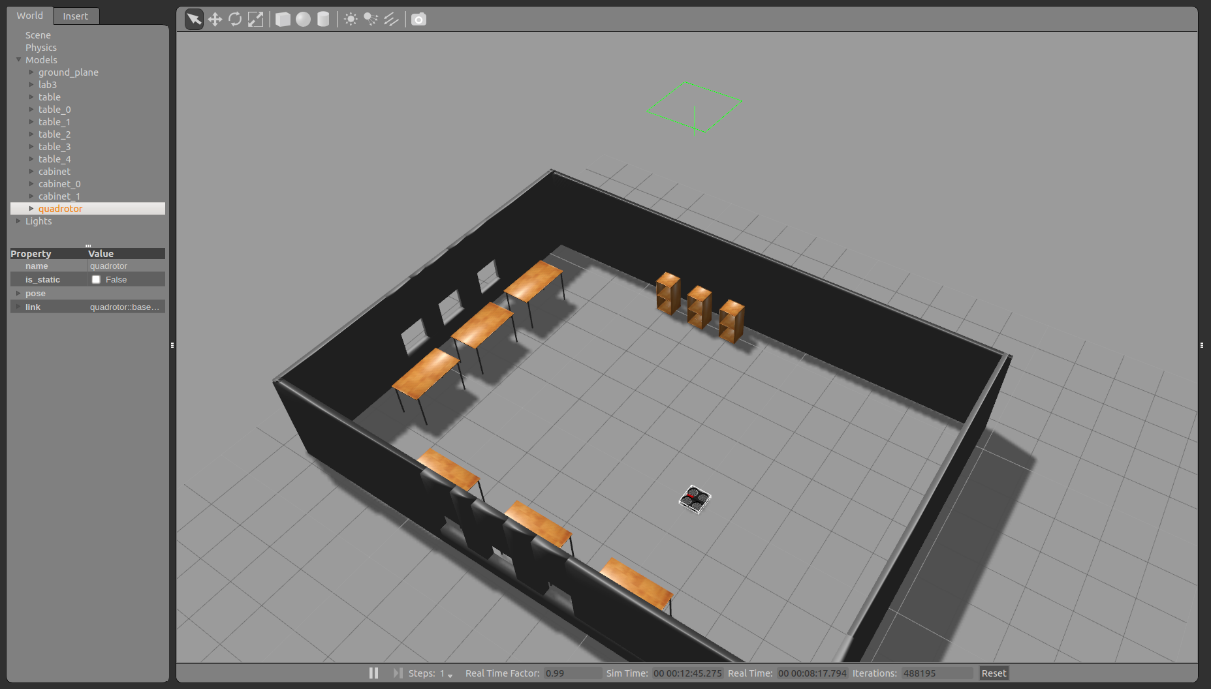 World Insert
Scene
Physics
Models
ground_plane
lab3
table
table_0
table_1
table_2
table_3
table_4
cabinet
cabinet_0
cabinet_1
quadrotor
Lights
Property Value
name quadrotor
is_static False
pose
link quadrotor::base...
Steps: 1 Real Time Factor: 0.99 Sim Time: 00 00:12:45.275 Real Time: 00 00:08:17.794 Iterations: 488195 Reset